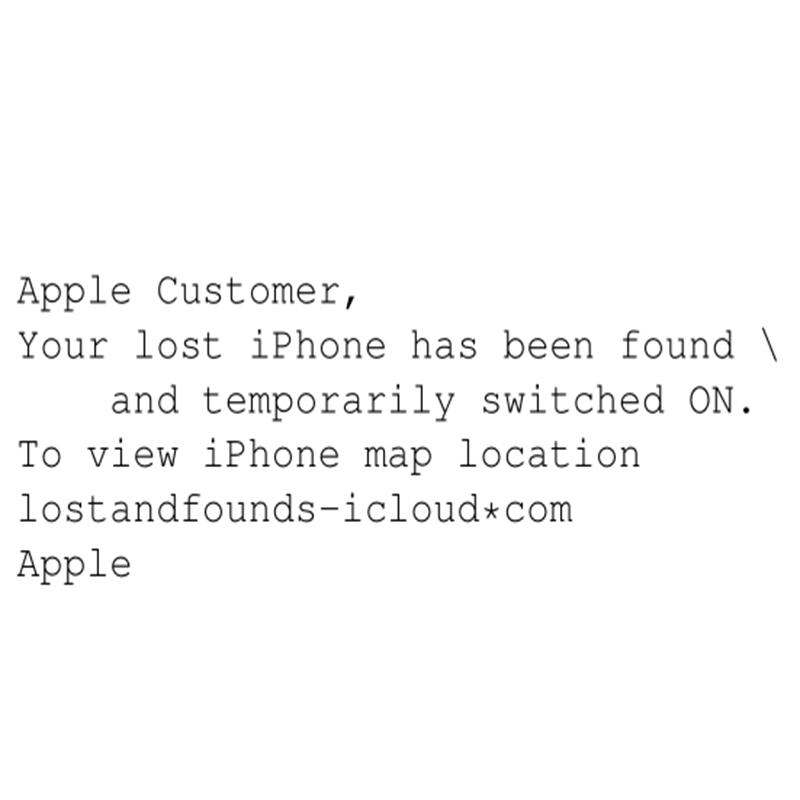 Apple Customer,
Your lost iPhone has been found \
and temporarily switched ON.
To view iPhone map location
lostandfounds-icloud*com
Apple